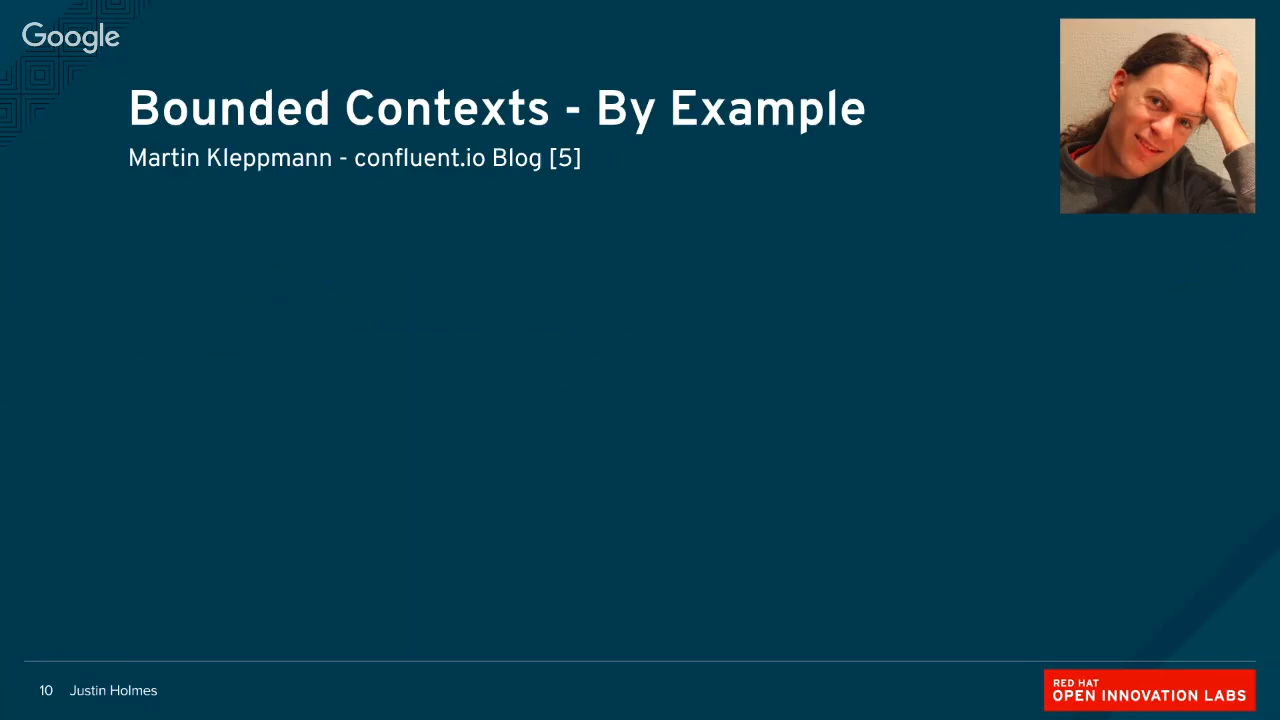 Google
Bounded Contexts - By Example
Martin Kleppmann - confluent.io Blog [5]
10 Justin Holmes
RED HAT
OPEN INNOVATION LABS